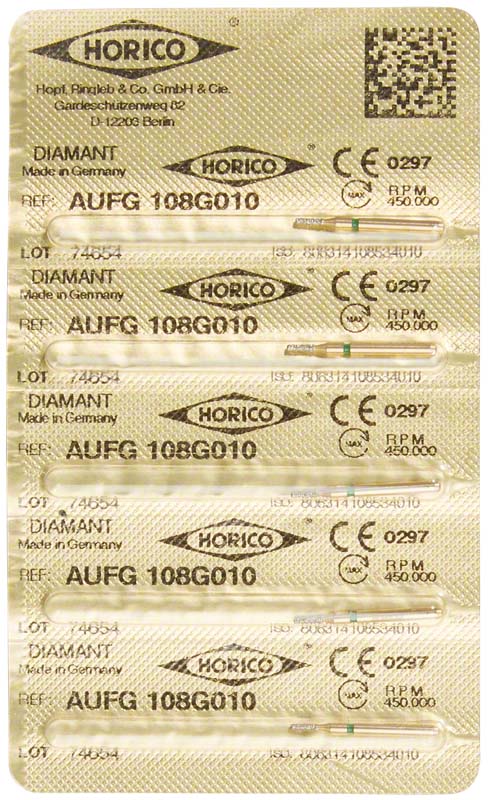 HORICO ®
Hopf, Ringleb & Co. GmbH & Cie.
Gardeschützenweg 82
D-12203 Berlin
DIAMANT HORICO ® CE 0297
Made in Germany
REF: AUFG 108G010 MAX RPM 450.000
LOT 74654 ISO: 806314108534010
DIAMANT HORICO ® CE 0297
Made in Germany
REF: AUFG 108G010 MAX RPM 450.000
LOT 74654 ISO: 806314108534010
DIAMANT HORICO ® CE 0297
Made in Germany
REF: AUFG 108G010 MAX RPM 450.000
LOT 74654 ISO: 806314108534010
DIAMANT HORICO ® CE 0297
Made in Germany
REF: AUFG 108G010 MAX RPM 450.000
LOT 74654 ISO: 806314108534010
DIAMANT HORICO ® CE 0297
Made in Germany
REF: AUFG 108G010 MAX RPM 450.000
LOT 74654 ISO: 806314108534010